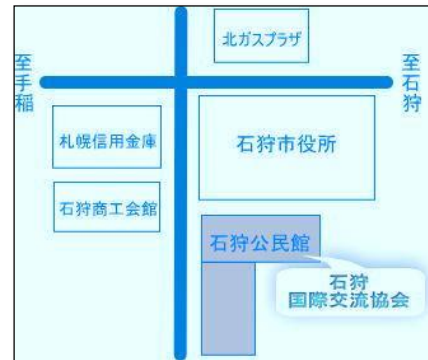 北ガスプラザ
至手稲
至石狩
札幌信用金庫
石狩市役所
石狩商工会館
石狩公民館
石狩
国際交流協会